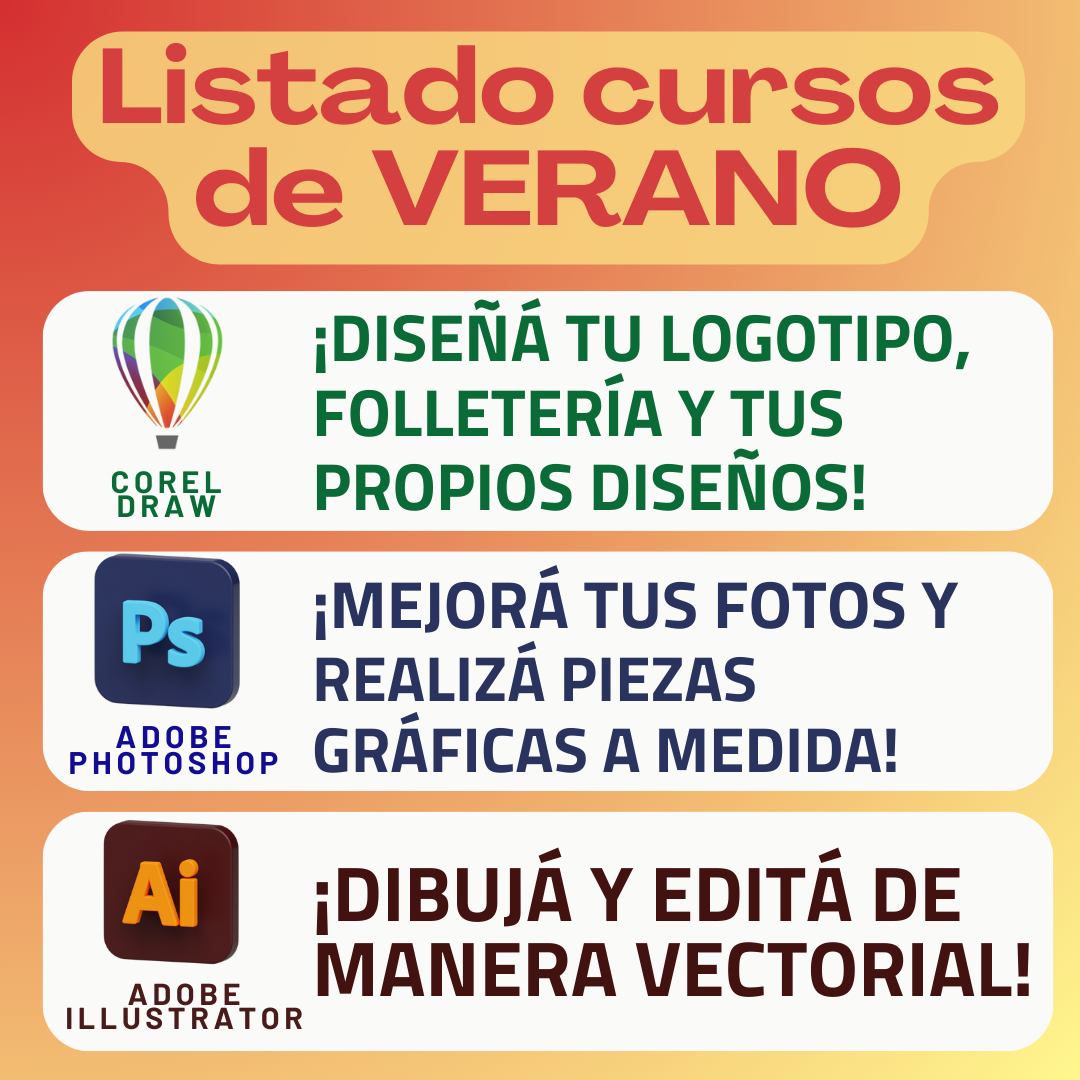 Listado cursos
de VERANO
¡DISEÑÁ TU LOGOTIPO,
FOLLETERÍA Y TUS
PROPIOS DISEÑOS!
COREL
DRAW
Ps
¡MEJORÁ TUS FOTOS Y
REALIZÁ PIEZAS
GRÁFICAS A MEDIDA!
ADOBE
PHOTOSHOP
Ai
¡DIBUJÁ Y EDITÁ DE
MANERA VECTORIAL!
ADOBE
ILLUSTRATOR